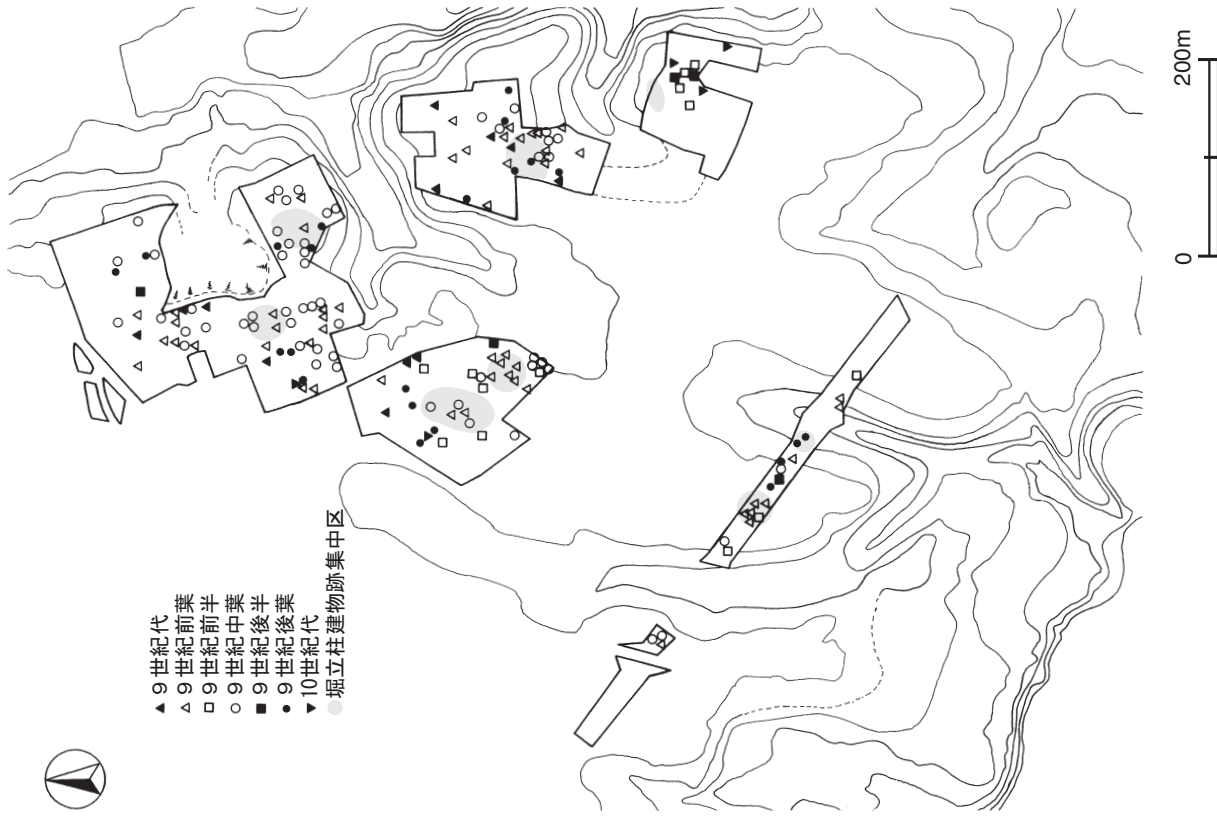 ▲ 9世紀代
△ 9世紀前葉
□ 9世紀前半
○ 9世紀中葉
■ 9世紀後半
● 9世紀後葉
▼ 10世紀代
堀立柱建物跡集中区
0 200m